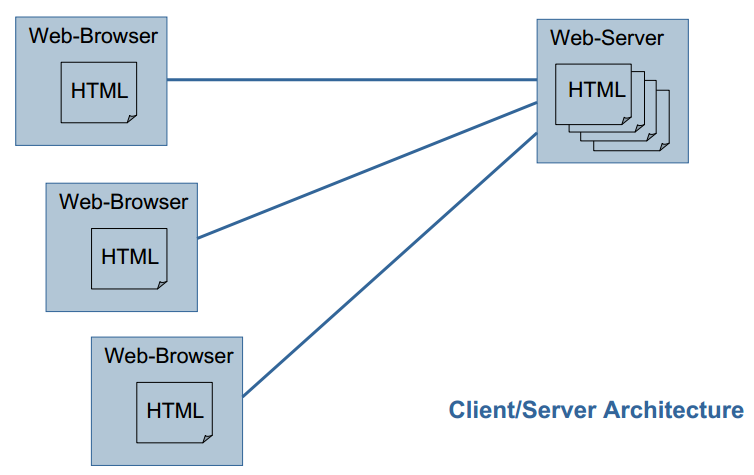 Web-Browser
HTML
Web-Server
HTML
Web-Browser
HTML
Web-Browser
HTML
Client/Server Architecture